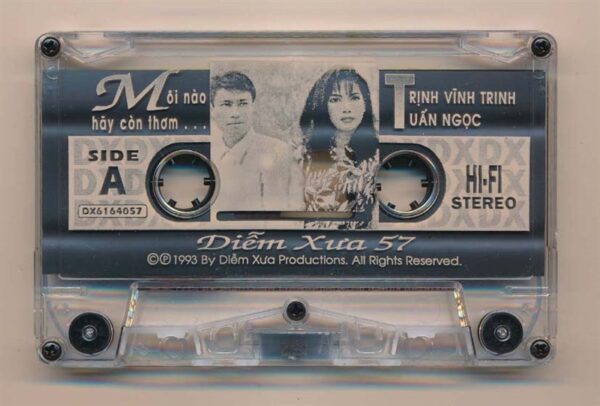 Môi nào
hãy còn thơm . . .
TRỊNH VĨNH TRINH
TUẤN NGỌC
SIDE
A
DX6164057
DXDXDX
HI-FI
STEREO
Diễm Xưa 57
©℗1993 By Diễm Xưa Productions. All Rights Reserved.